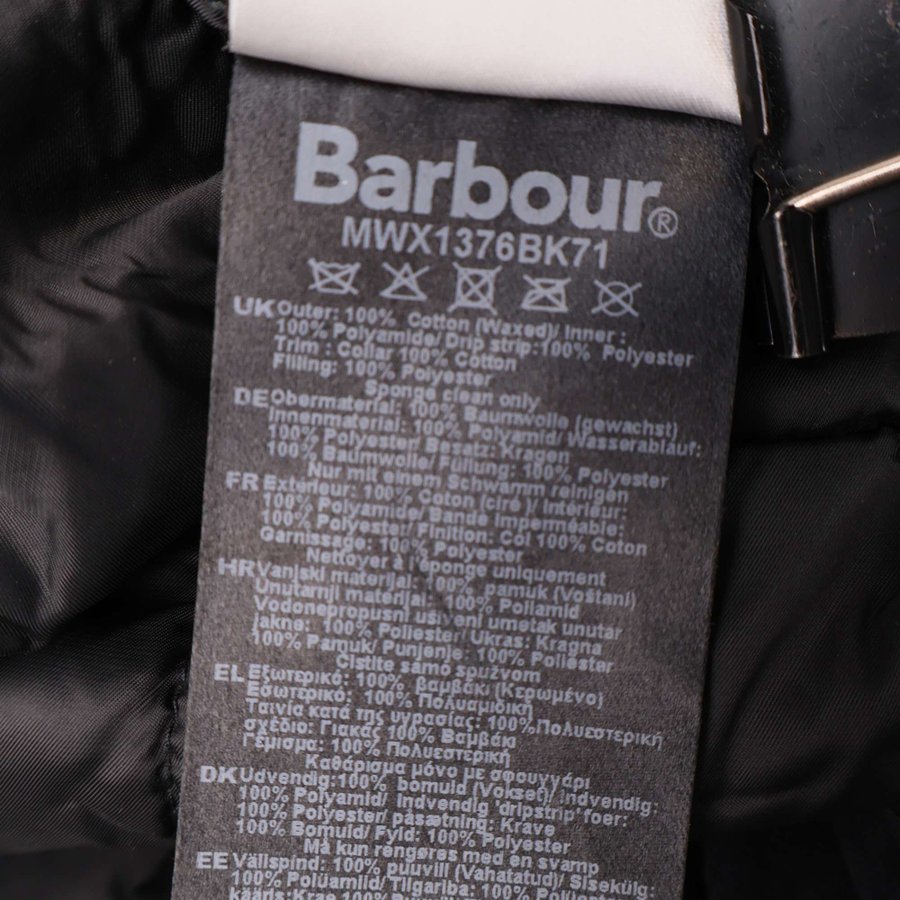 Barbour®
MWX1376BK71
UK Outer: 100% Cotton (Waxed)/ Inner :
100% Polyamide/ Drip strip:100% Polyester
Trim : Collar 100% Cotton
Filling: 100% Polyester
Sponge clean only
DE Obermaterial: 100% Baumwolle (gewachst)
Innenmaterial: 100% Polyamid/ Wasserablauf:
100% Polyester/ Besatz: Kragen
100% Baumwolle/ Füllung: 100% Polyester
Nur mit einem Schwamm reinigen
FR Exterieur: 100% Coton (ciré)/ Interieur:
100% Polyamide/ Bande imperméable:
100% Polyester/ Finition: Col 100% Coton
Garnissage: 100% Polyester
Nettoyer à l'éponge uniquement
HR Vanjski materijal: 100% pamuk (Voštani)
Unutarnji materijal: 100% Poliamid
Vodonepropusni ušiveni umetak unutar
jakne: 100% Poliester/ Ukras: Kragna
100% Pamuk/ Punjenje: 100% Poliester
Čistite samo spužvom
EL Εξωτερικό: 100% βαμβάκι (Κερωμένο)
Εσωτερικό: 100% Πολυαμιδική
Ταινία κατά της υγρασίας: 100%Πολυεστερική
σχέδιο: Γιακάς 100% Βαμβάκι
Γέμισμα: 100% Πολυεστερική
Καθάρισμα μόνο με σφουγγάρι
DK Udvendig:100% bomuld (Vokset)/ Indvendig:
100% Polyamid/ indvendig 'dripstrip'foer:
100% Polyester/ påsætning: Krave
100% Bomuld/ Fyld: 100% Polyester
Må kun rengøres med en svamp
EE Vällspind: 100% puuvill (Vahatatud)/ Sisekülg:
100% Polüamiid/ Tilgariba: 100% Polüester/
kääris: Krae 100% Puuvill